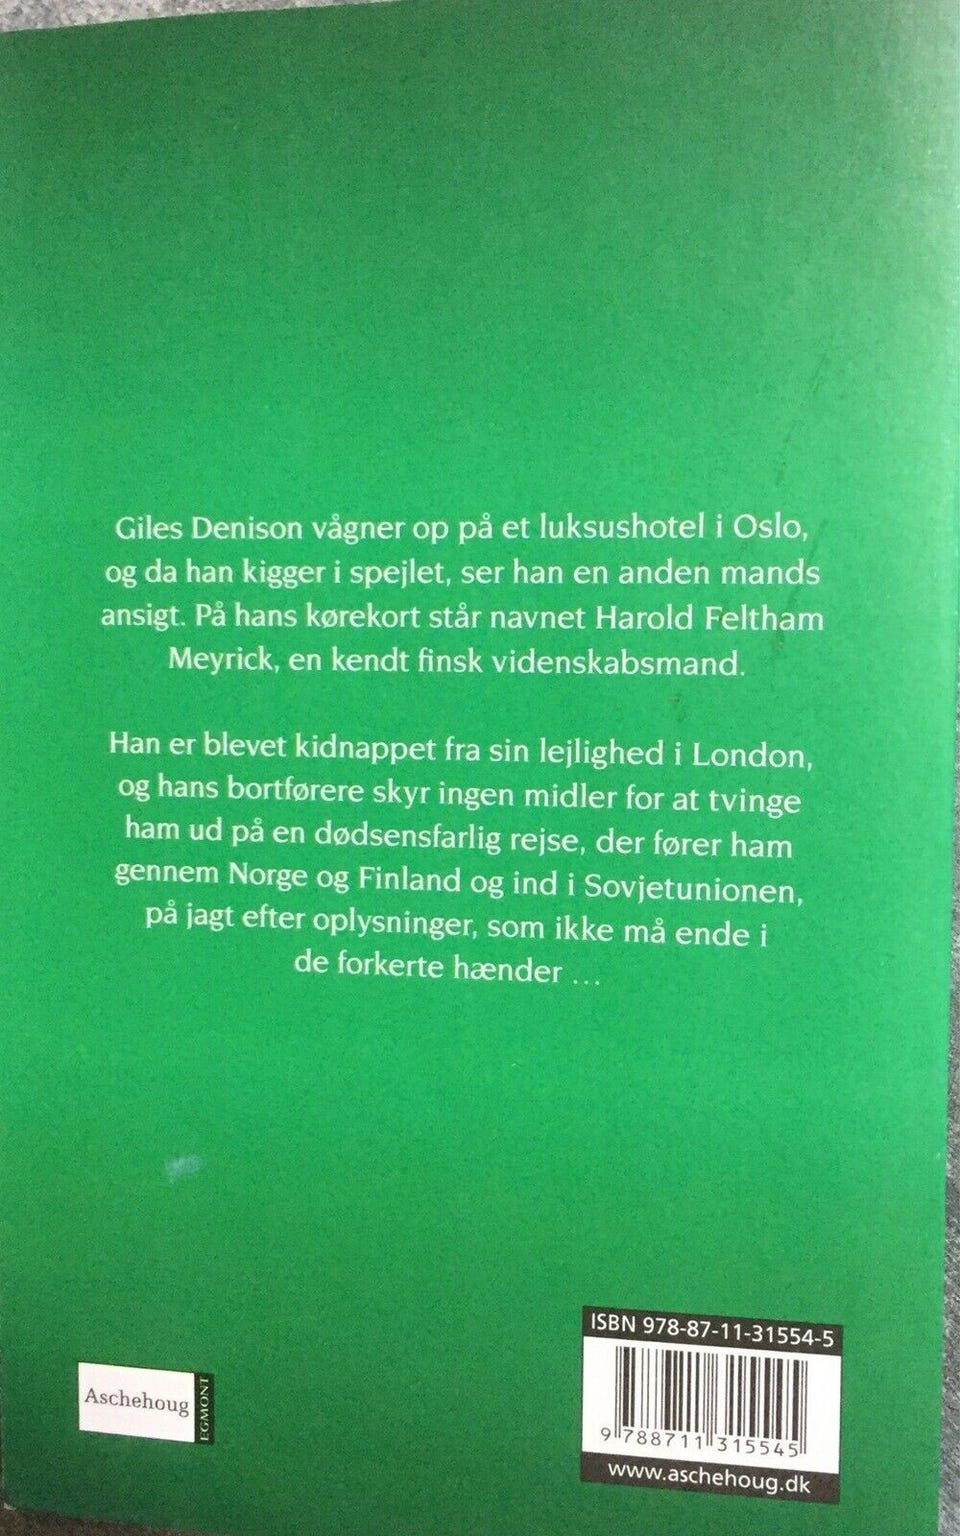 Giles Denison vågner op på et luksushotel i Oslo,
og da han kigger i spejlet, ser han en anden mands
ansigt. På hans kørekort står navnet Harold Feltham
Meyrick, en kendt finsk videnskabsmand.
Han er blevet kidnappet fra sin lejlighed i London,
og hans bortførere skyr ingen midler for at tvinge
ham ud på en dødsensfarlig rejse, der fører ham
gennem Norge og Finland og ind i Sovjetunionen,
på jagt efter oplysninger, som ikke må ende i
de forkerte hænder ...
ISBN 978-87-11-31554-5
9 788711 315545
www.aschehoug.dk
Aschehoug
EGMONT